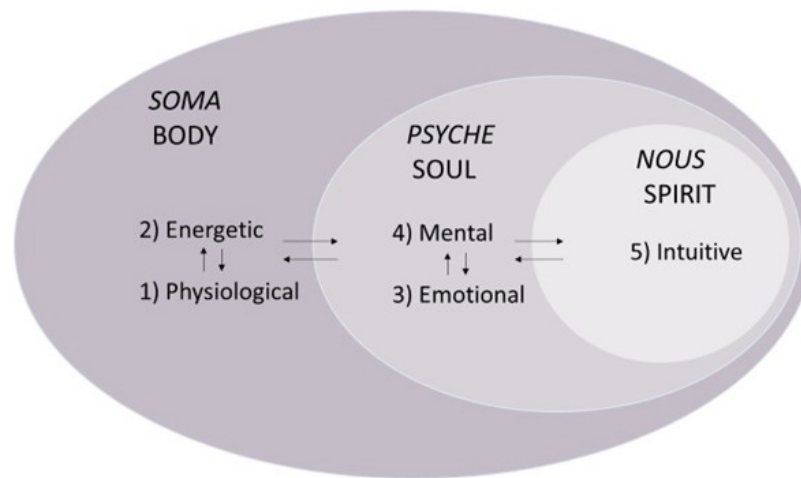 SOMA
BODY
PSYCHE
SOUL
NOUS
SPIRIT
2) Energetic
1) Physiological
4) Mental
3) Emotional
5) Intuitive